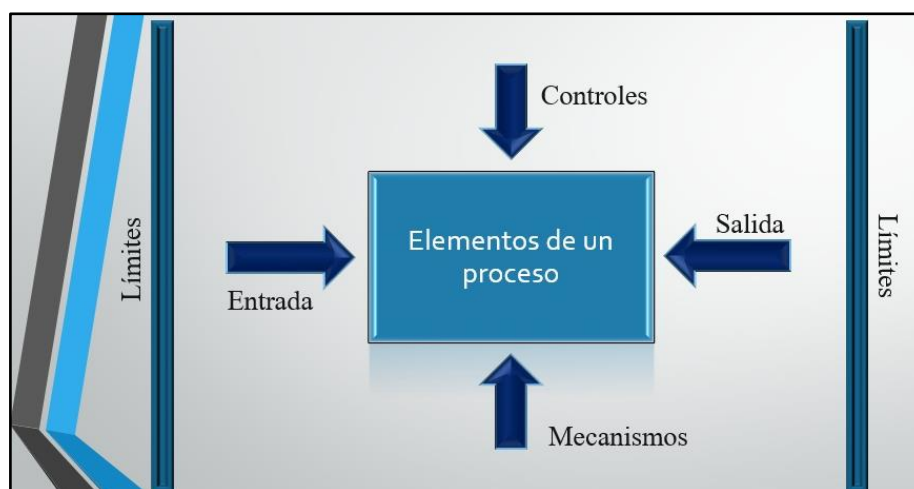 Controles
Límites
Elementos de un
proceso
Salida
Límites
Entrada
Mecanismos